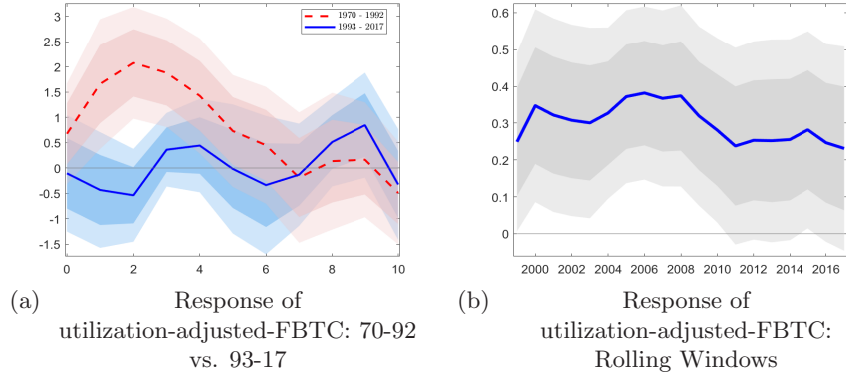 3
2.5
2
1.5
1
0.5
0
-0.5
-1
-1.5
0 2 4 6 8 10
1970 - 1992
1993 - 2017
(a) Response of
utilization-adjusted-FBTC: 70-92
vs. 93-17
0.6
0.5
0.4
0.3
0.2
0.1
0
2000 2002 2004 2006 2008 2010 2012 2014 2016
(b) Response of
utilization-adjusted-FBTC:
Rolling Windows